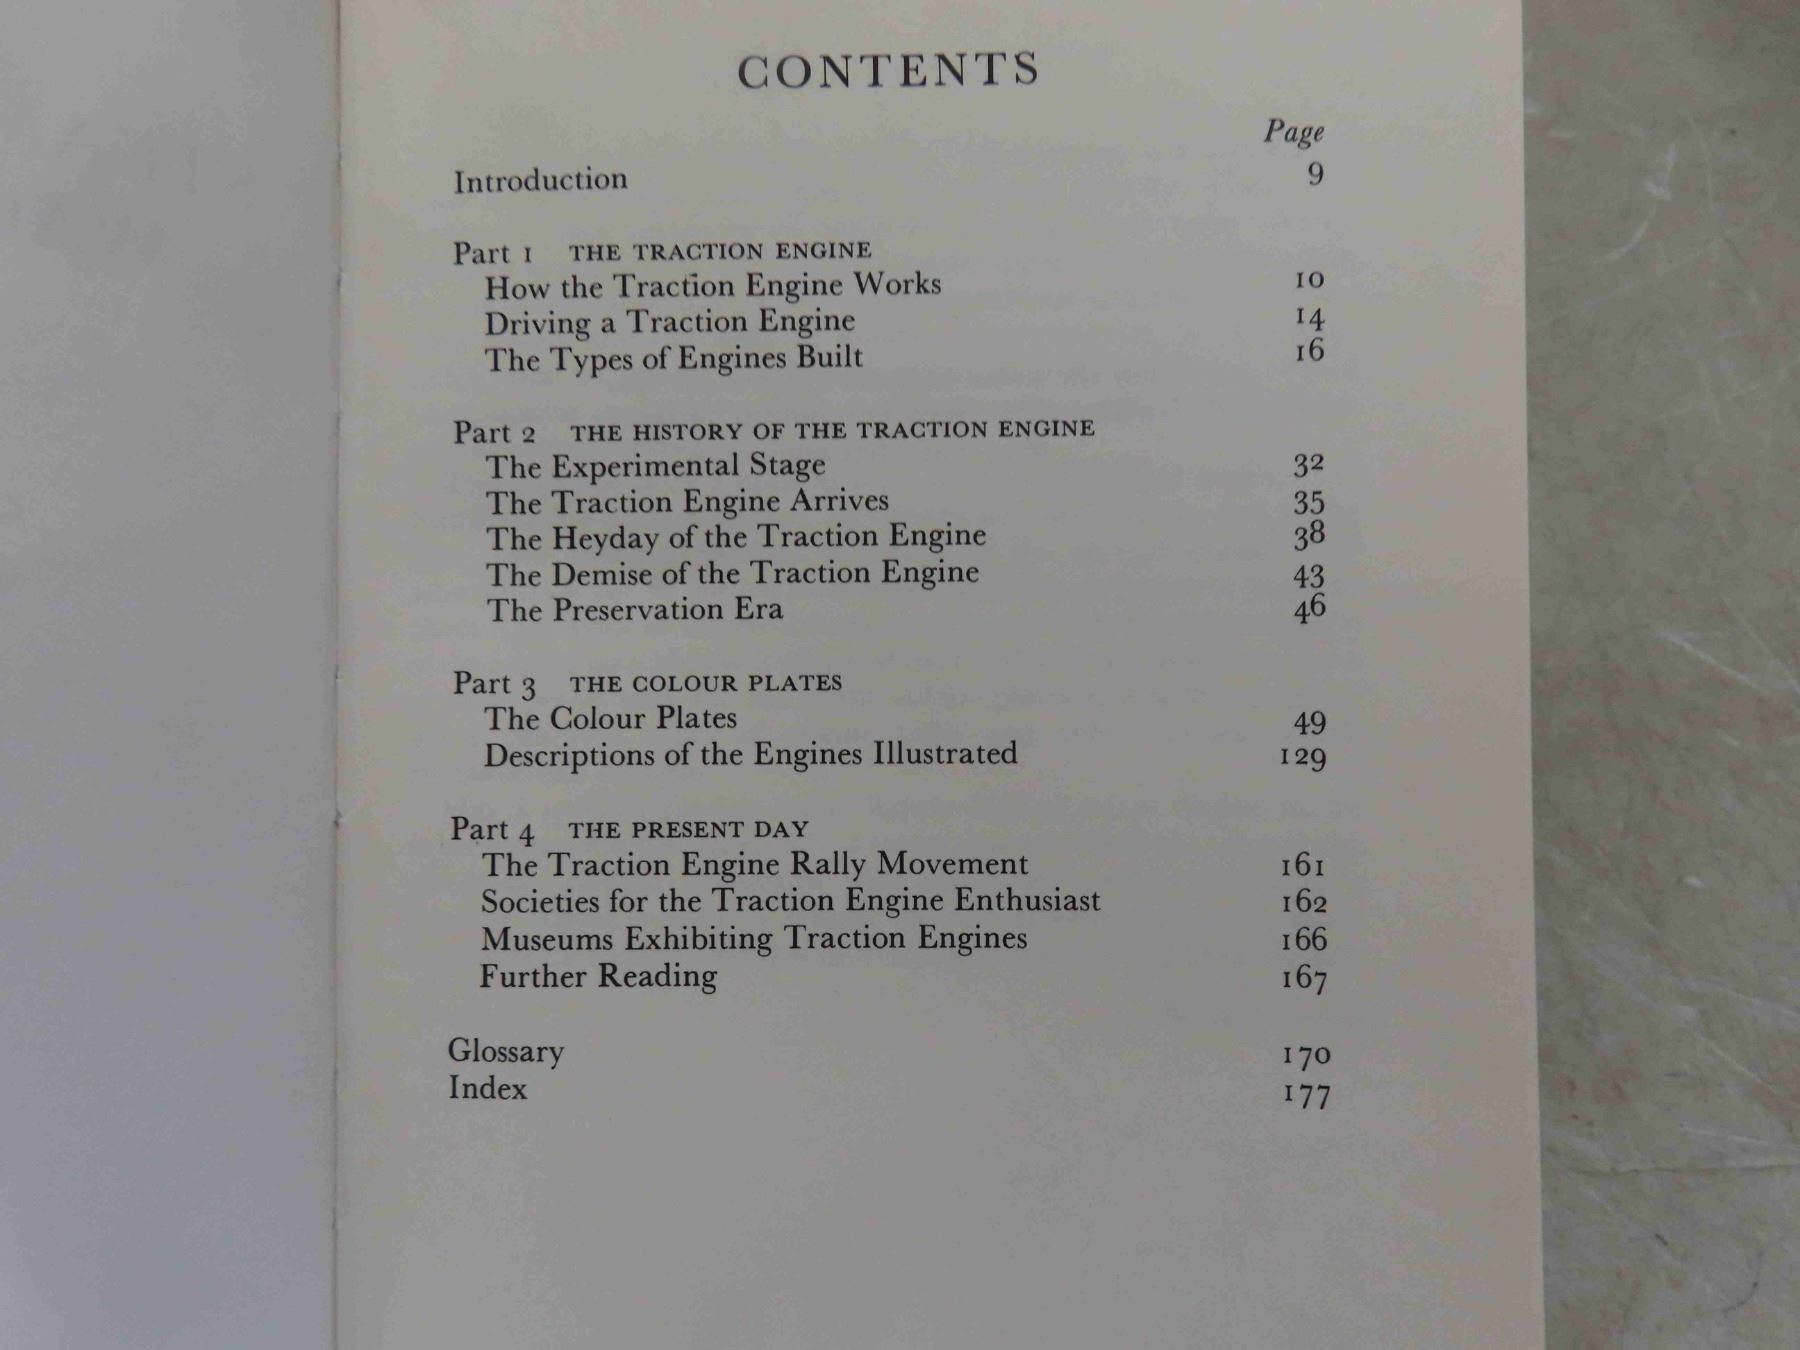 CONTENTS
Page
Introduction 9
Part 1 THE TRACTION ENGINE
How the Traction Engine Works 10
Driving a Traction Engine 14
The Types of Engines Built 16
Part 2 THE HISTORY OF THE TRACTION ENGINE
The Experimental Stage 32
The Traction Engine Arrives 35
The Heyday of the Traction Engine 38
The Demise of the Traction Engine 43
The Preservation Era 46
Part 3 THE COLOUR PLATES
The Colour Plates 49
Descriptions of the Engines Illustrated 129
Part 4 THE PRESENT DAY
The Traction Engine Rally Movement 161
Societies for the Traction Engine Enthusiast 162
Museums Exhibiting Traction Engines 166
Further Reading 167
Glossary 170
Index 177